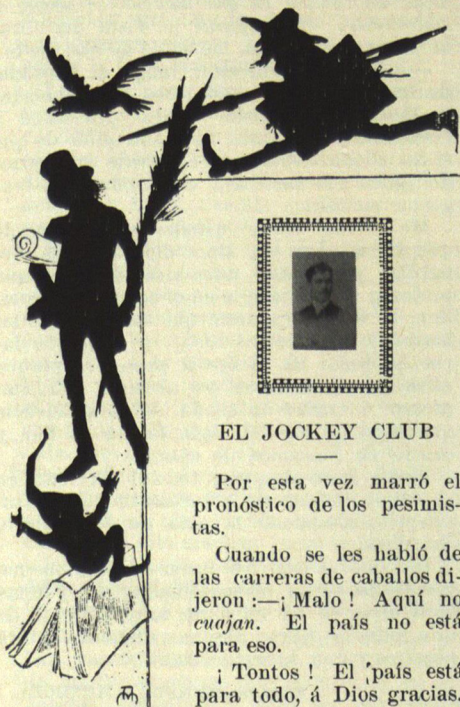 EL JOCKEY CLUB
Por esta vez marró el
pronóstico de los pesimis-
tas.
Cuando se les habló de
las carreras de caballos di-
jeron :—¡ Malo ! Aquí no
cuajan. El país no está
para eso.
¡ Tontos ! El país está
para todo, á Dios gracias.